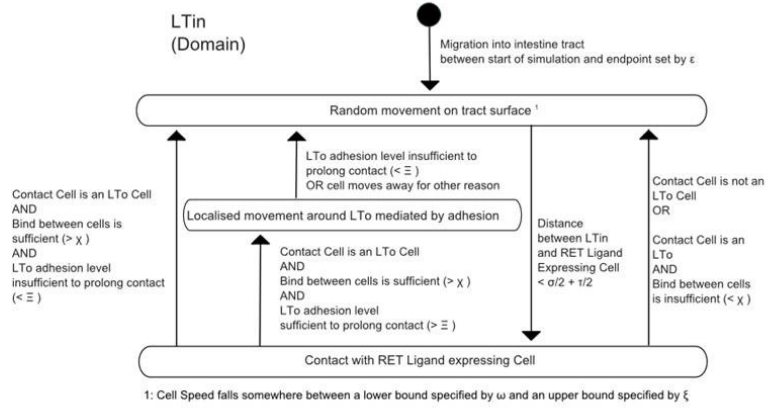 LTin
(Domain)
Migration into intestine tract
between start of simulation and endpoint set by ε
Random movement on tract surface ¹
LTo adhesion level insufficient to
prolong contact (< Ξ )
OR cell moves away for other reason
Contact Cell is an LTo Cell
AND
Bind between cells is
sufficient (> χ )
AND
LTo adhesion level
insufficient to prolong contact
(< Ξ )
Localised movement around LTo mediated by adhesion
Contact Cell is an LTo Cell
AND
Bind between cells is sufficient (> χ )
AND
LTo adhesion level
sufficient to prolong contact (> Ξ )
Distance
between LTin
and RET Ligand
Expressing Cell
< σ/2 + τ/2
Contact Cell is not an
LTo Cell
OR
Contact Cell is an
LTo
AND
Bind between cells
is insufficient (< χ )
Contact with RET Ligand expressing Cell
1: Cell Speed falls somewhere between a lower bound specified by ω and an upper bound specified by ξ